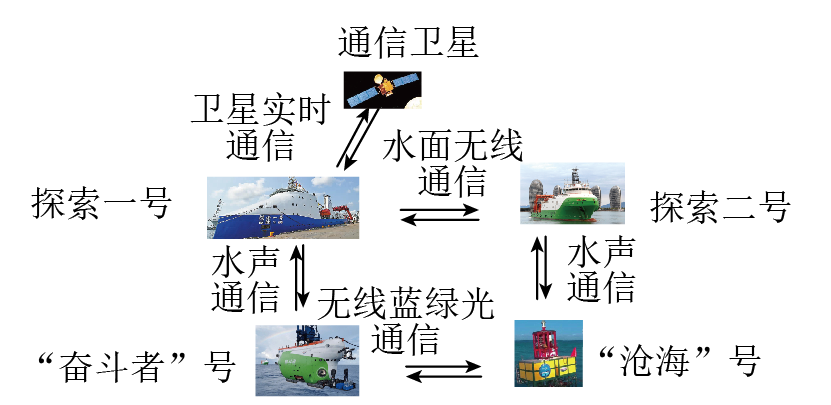 通信卫星
卫星实时
通信
水面无线
通信
探索一号
探索二号
水声
通信
水声
通信
无线蓝绿光
通信
“奋斗者”号
“沧海”号